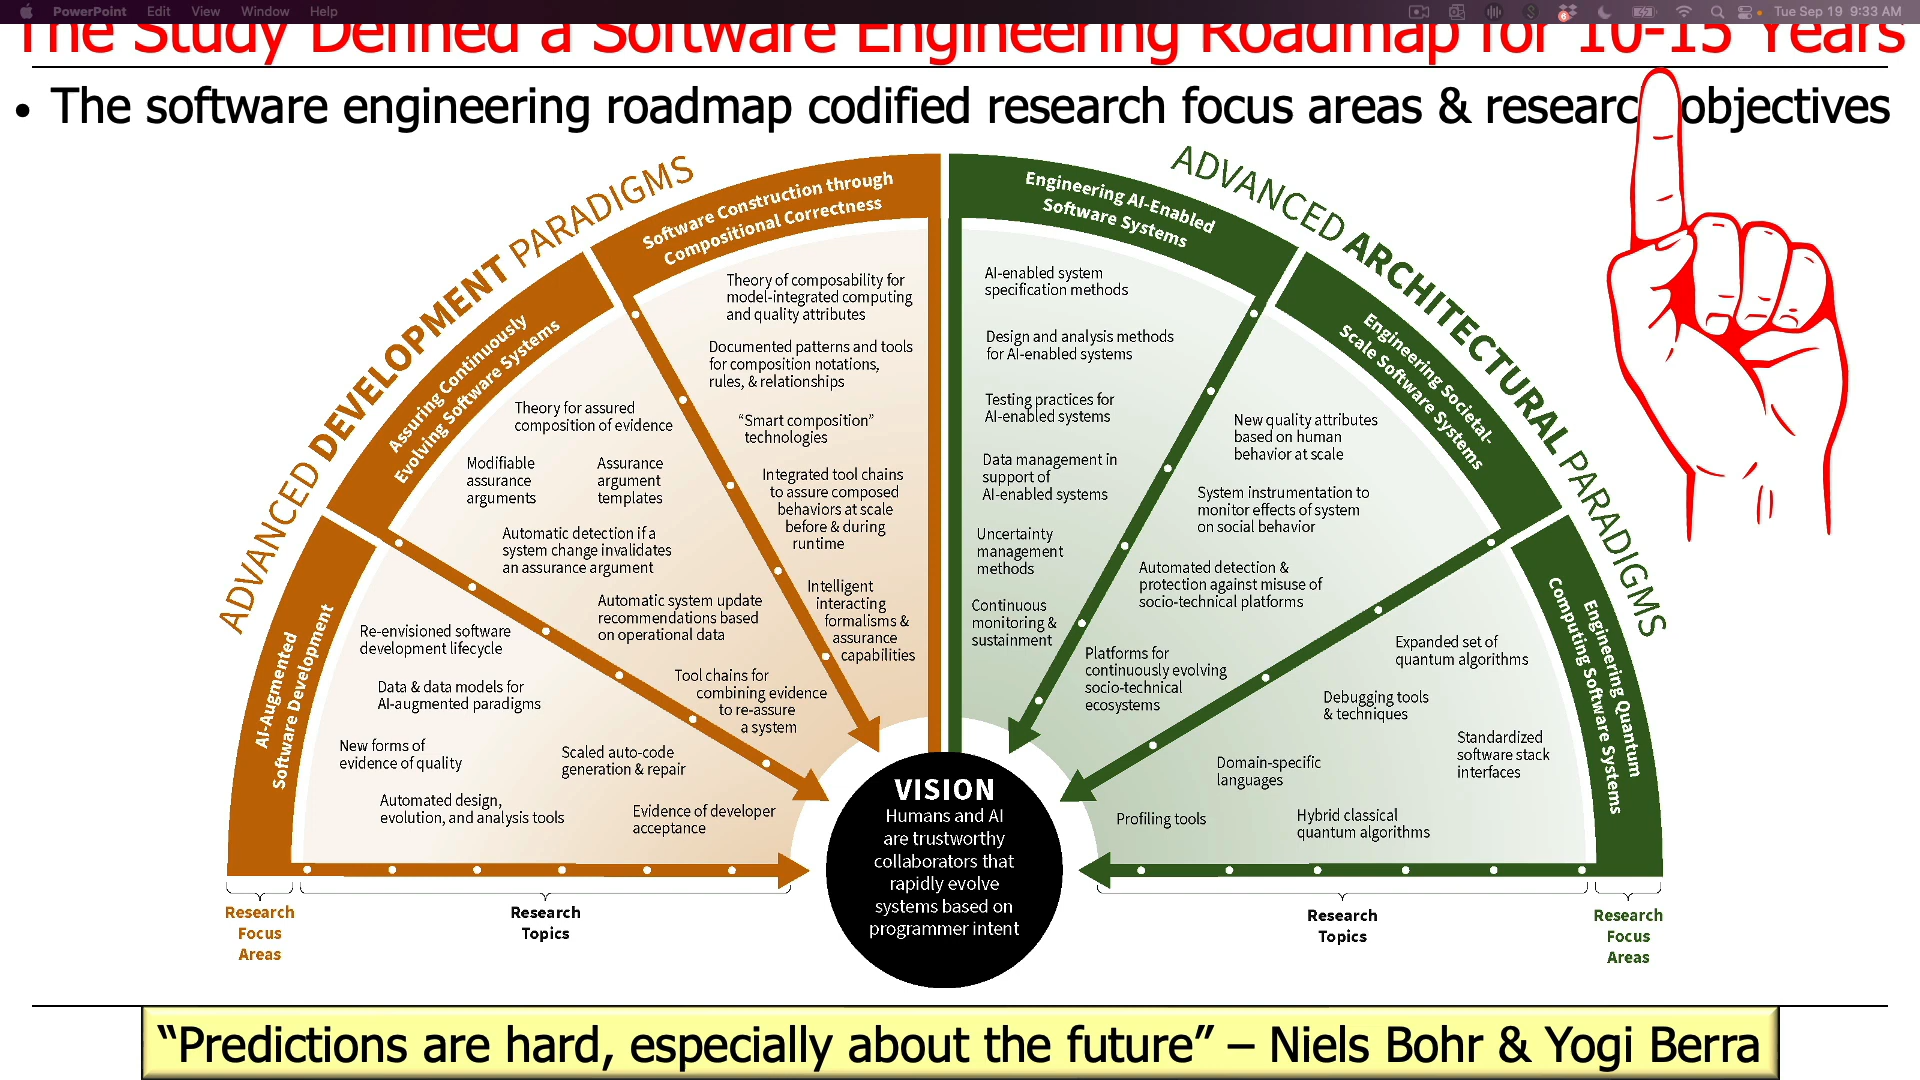 PowerPoint Edit View Window Help
Tue Sep 19 9:33 AM
The Study Defined a Software Engineering Roadmap for 10-15 Years
• The software engineering roadmap codified research focus areas & research objectives
ADVANCED DEVELOPMENT PARADIGMS
ADVANCED ARCHITECTURAL PARADIGMS
AI-Augmented
Software Development
Re-envisioned software
development lifecycle
Data & data models for
AI-augmented paradigms
New forms of
evidence of quality
Scaled auto-code
generation & repair
Automated design,
evolution, and analysis tools
Evidence of developer
acceptance
Assuring Continuously
Evolving Software Systems
Theory for assured
composition of evidence
Modifiable
assurance
arguments
Assurance
argument
templates
Automatic detection if a
system change invalidates
an assurance argument
Automatic system update
recommendations based
on operational data
Tool chains for
combining evidence
to re-assure
a system
Software Construction through
Compositional Correctness
Theory of composability for
model-integrated computing
and quality attributes
Documented patterns and tools
for composition notations,
rules, & relationships
“Smart composition”
technologies
Integrated tool chains
to assure composed
behaviors at scale
before & during
runtime
Intelligent
interacting
formalisms &
assurance
capabilities
Engineering AI-Enabled
Software Systems
AI-enabled system
specification methods
Design and analysis methods
for AI-enabled systems
Testing practices for
AI-enabled systems
Data management in
support of
AI-enabled systems
Uncertainty
management
methods
Continuous
monitoring &
sustainment
Engineering Societal-
Scale Software Systems
New quality attributes
based on human
behavior at scale
System instrumentation to
monitor effects of system
on social behavior
Automated detection &
protection against misuse of
socio-technical platforms
Platforms for
continuously evolving
socio-technical
ecosystems
Engineering Quantum
Computing Software Systems
Expanded set of
quantum algorithms
Debugging tools
& techniques
Standardized
software stack
interfaces
Domain-specific
languages
Profiling tools
Hybrid classical
quantum algorithms
VISION
Humans and AI
are trustworthy
collaborators that
rapidly evolve
systems based on
programmer intent
Research
Focus
Areas
Research
Topics
Research
Topics
Research
Focus
Areas
“Predictions are hard, especially about the future” – Niels Bohr & Yogi Berra